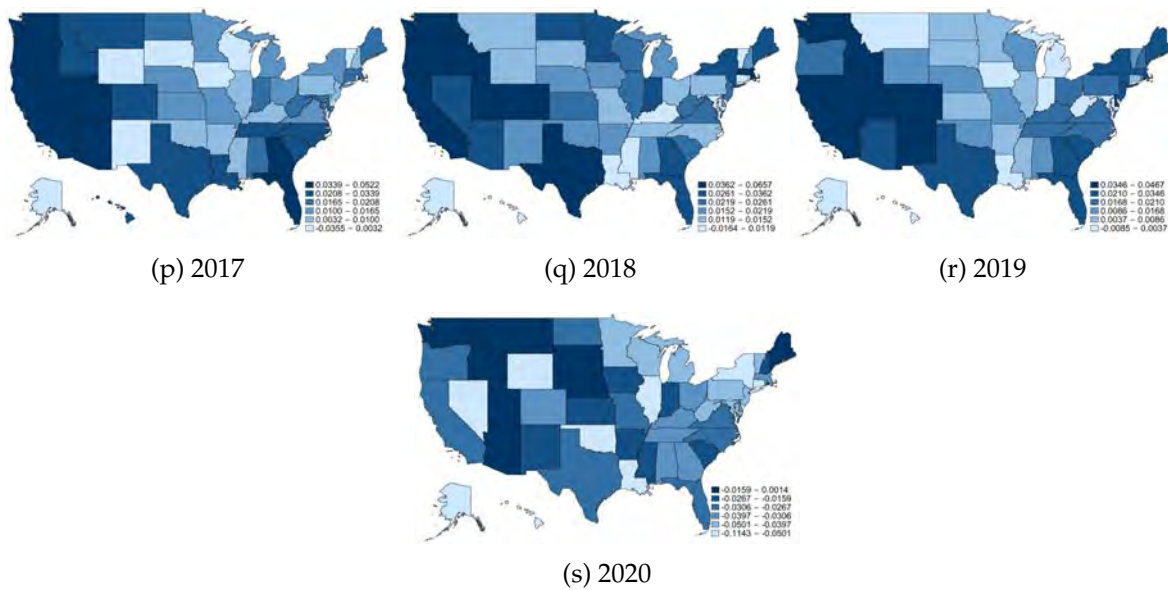 0.0339 – 0.0522
0.0208 – 0.0339
0.0165 – 0.0208
0.0100 – 0.0165
0.0032 – 0.0100
-0.0355 – 0.0032
(p) 2017
0.0362 – 0.0657
0.0261 – 0.0362
0.0219 – 0.0261
0.0152 – 0.0219
0.0119 – 0.0152
-0.0164 – 0.0119
(q) 2018
0.0346 – 0.0467
0.0210 – 0.0346
0.0168 – 0.0210
0.0086 – 0.0168
0.0037 – 0.0086
-0.0085 – 0.0037
(r) 2019
-0.0159 – 0.0014
-0.0267 – -0.0159
-0.0306 – -0.0267
-0.0397 – -0.0306
-0.0501 – -0.0397
-0.1143 – -0.0501
(s) 2020